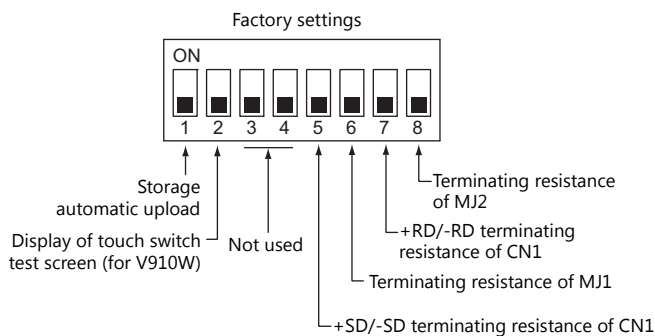 Factory settings
ON
1 2 3 4 5 6 7 8
Storage
automatic upload
Display of touch switch
test screen (for V910W)
Not used
Terminating resistance
of MJ2
+RD/-RD terminating
resistance of CN1
Terminating resistance of MJ1
+SD/-SD terminating resistance of CN1